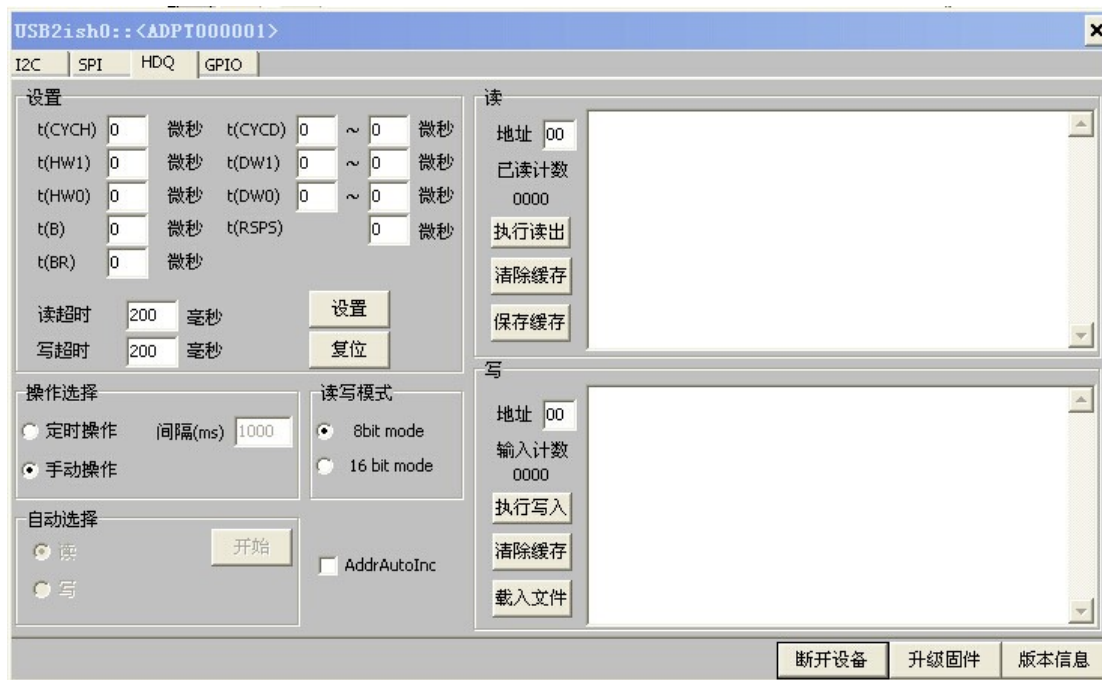 USB2ish0::<ADPT000001>
I2C SPI HDQ GPIO
设置
t(CYCH) 0 微秒 t(CYCD) 0 ~ 0 微秒
t(HW1) 0 微秒 t(DW1) 0 ~ 0 微秒
t(HW0) 0 微秒 t(DW0) 0 ~ 0 微秒
t(B) 0 微秒 t(RSPS) 0 微秒
t(BR) 0 微秒
读超时 200 毫秒 设置
写超时 200 毫秒 复位
操作选择
定时操作 间隔(ms) 1000
手动操作
读写模式
8bit mode
16 bit mode
自动选择
读 开始
写
AddrAutoInc
读
地址 00
已读计数
0000
执行读出
清除缓存
保存缓存
写
地址 00
输入计数
0000
执行写入
清除缓存
载入文件
断开设备 升级固件 版本信息